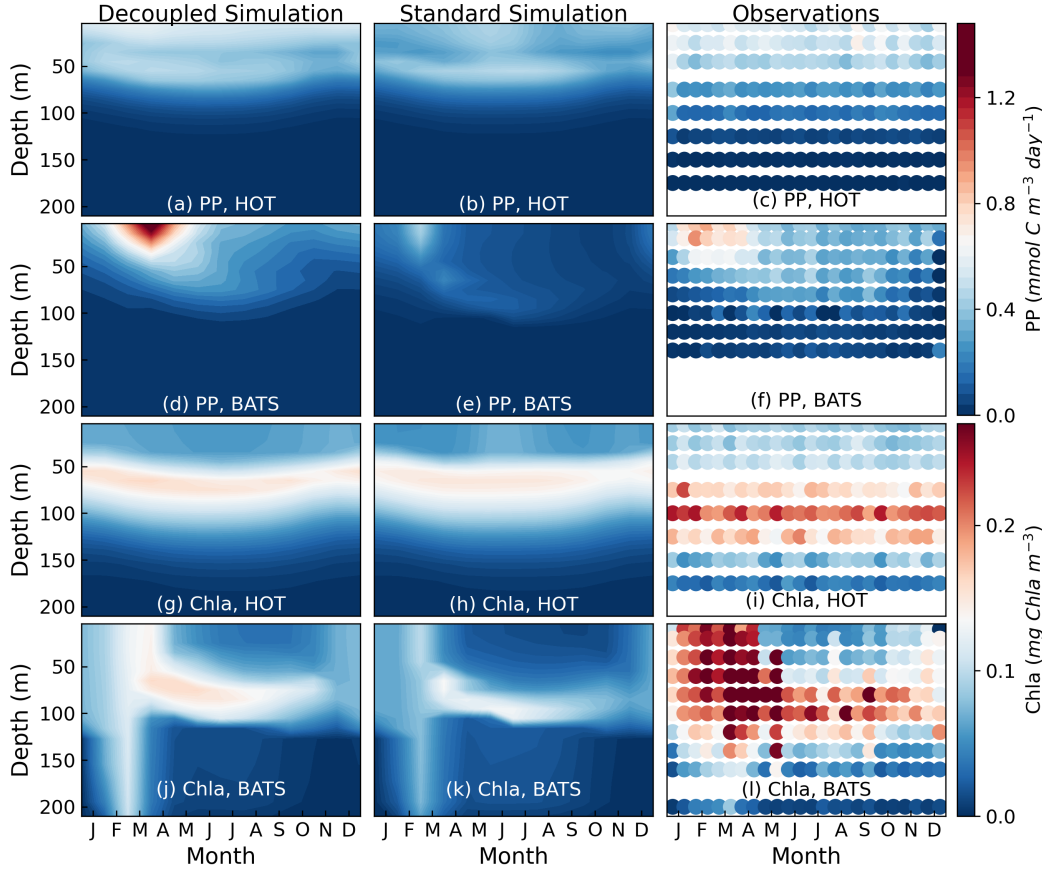 Decoupled Simulation
Standard Simulation
Observations
Depth (m)
50
100
150
200
(a) PP, HOT
(b) PP, HOT
(c) PP, HOT
1.2
0.8
0.4
0.0
PP (mmol C m⁻³ day⁻¹)
Depth (m)
50
100
150
200
(d) PP, BATS
(e) PP, BATS
(f) PP, BATS
Depth (m)
50
100
150
200
(g) Chla, HOT
(h) Chla, HOT
(i) Chla, HOT
0.2
0.1
0.0
Chla (mg Chla m⁻³)
Depth (m)
50
100
150
200
(j) Chla, BATS
(k) Chla, BATS
(l) Chla, BATS
J F M A M J J A S O N D
J F M A M J J A S O N D
J F M A M J J A S O N D
Month
Month
Month